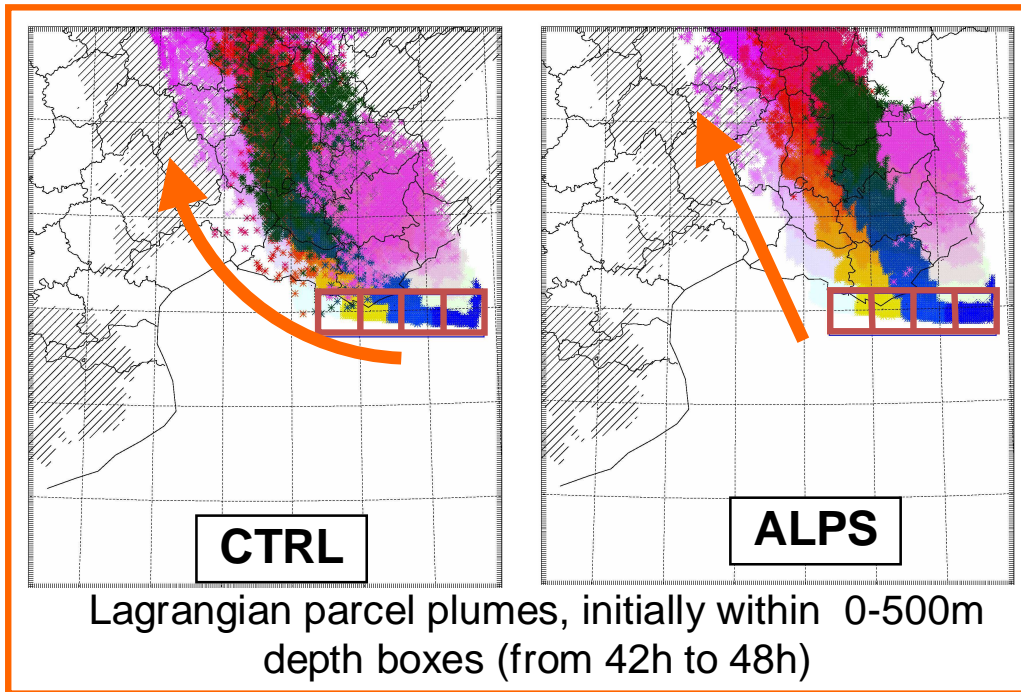 CTRL
ALPS
Lagrangian parcel plumes, initially within 0-500m
depth boxes (from 42h to 48h)